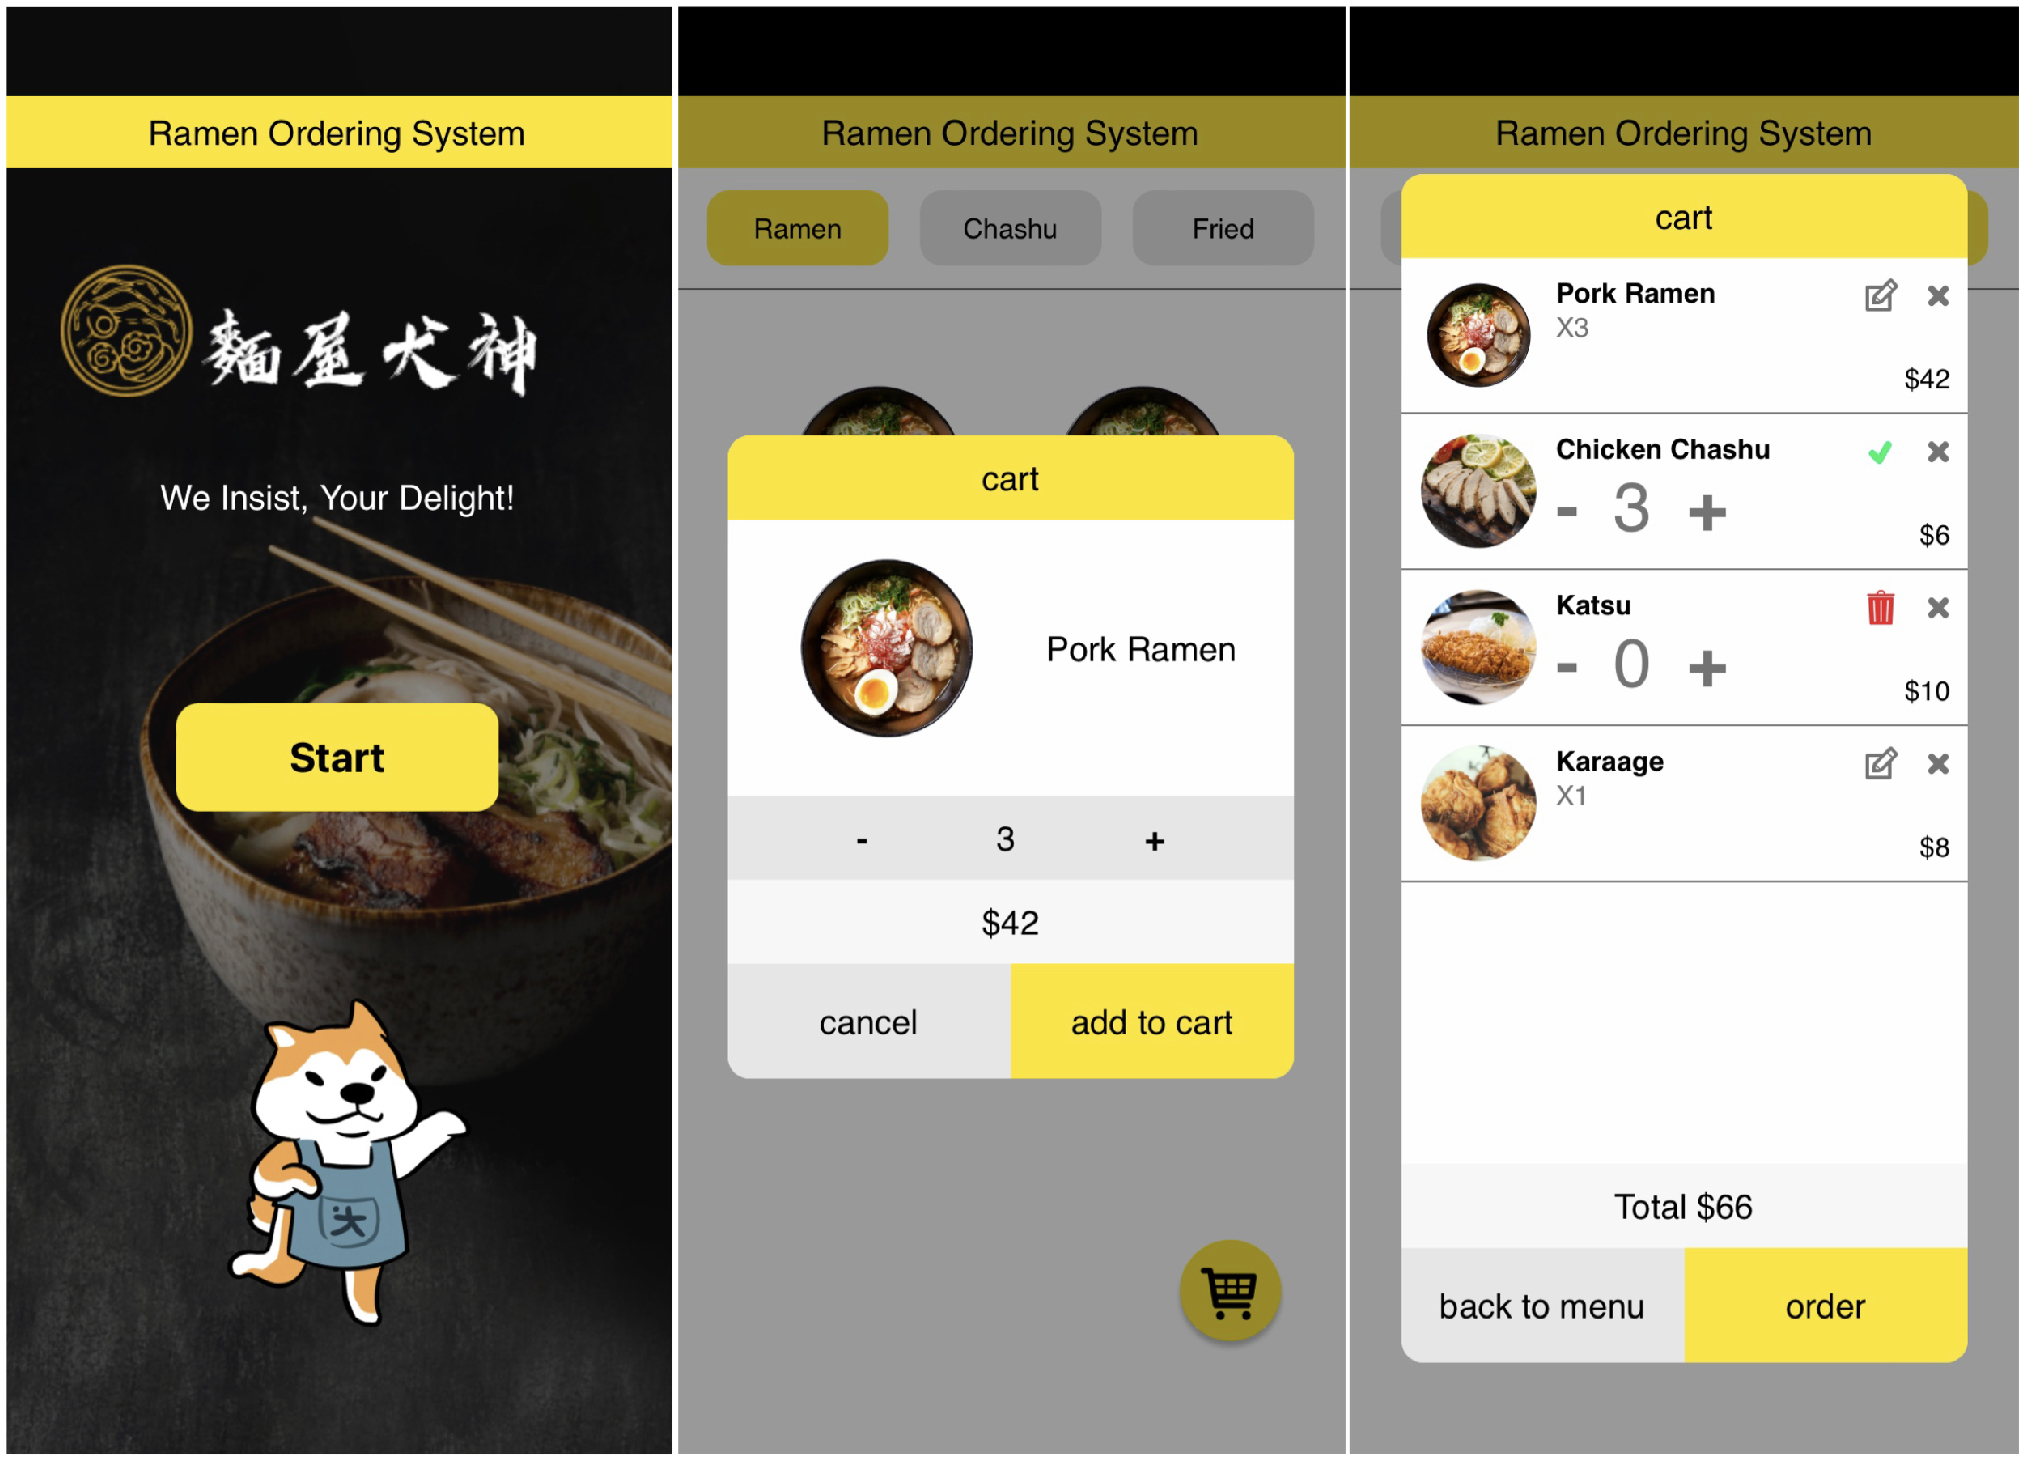 Ramen Ordering System
麵屋犬神
We Insist, Your Delight!
Start
犬
Ramen Ordering System
Ramen
Chashu
Fried
cart
Pork Ramen
- 3 +
$42
cancel
add to cart
Ramen Ordering System
cart
Pork Ramen
X3
$42
Chicken Chashu
- 3 +
$6
Katsu
- 0 +
$10
Karaage
X1
$8
Total $66
back to menu
order